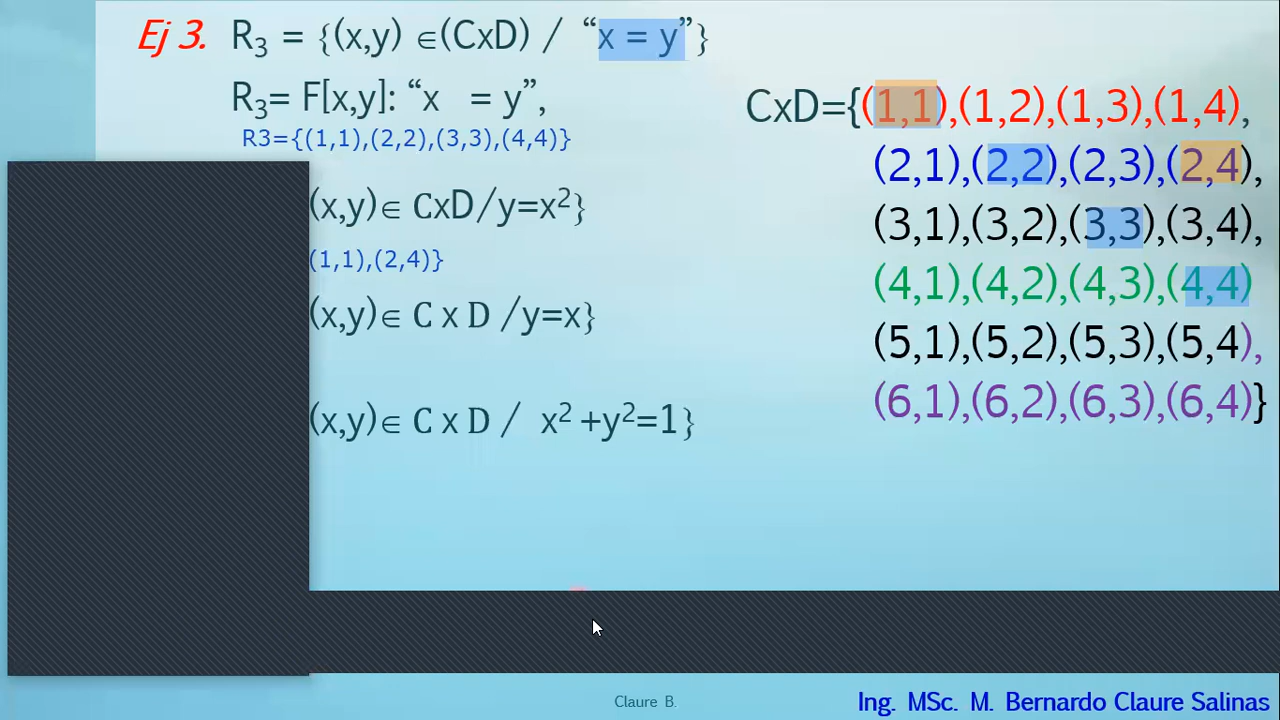 Ej 3. R₃ = {(x,y) ∈(CxD) / “x = y”}
R₃= F[x,y]: “x = y”,
R3={(1,1),(2,2),(3,3),(4,4)}
(x,y)∈ CxD/y=x²}
(1,1),(2,4)}
(x,y)∈ C x D /y=x}
(x,y)∈ C x D / x² +y²=1}
CxD={(1,1),(1,2),(1,3),(1,4),
(2,1),(2,2),(2,3),(2,4),
(3,1),(3,2),(3,3),(3,4),
(4,1),(4,2),(4,3),(4,4)
(5,1),(5,2),(5,3),(5,4),
(6,1),(6,2),(6,3),(6,4)}
Claure B.
Ing. MSc. M. Bernardo Claure Salinas